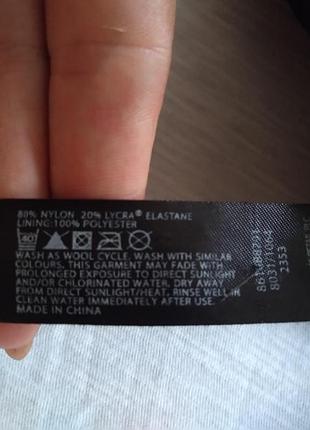 80% NYLON 20% LYCRA® ELASTANE
LINING:100% POLYESTER
40
WASH AS WOOL CYCLE. WASH WITH SIMILAR
COLOURS. THIS GARMENT MAY FADE WITH
PROLONGED EXPOSURE TO DIRECT SUNLIGHT
AND/OR CHLORINATED WATER. DRY AWAY
FROM DIRECT SUNLIGHT/HEAT. RINSE WELL IN
CLEAN WATER IMMEDIATELY AFTER USE.
MADE IN CHINA
2353